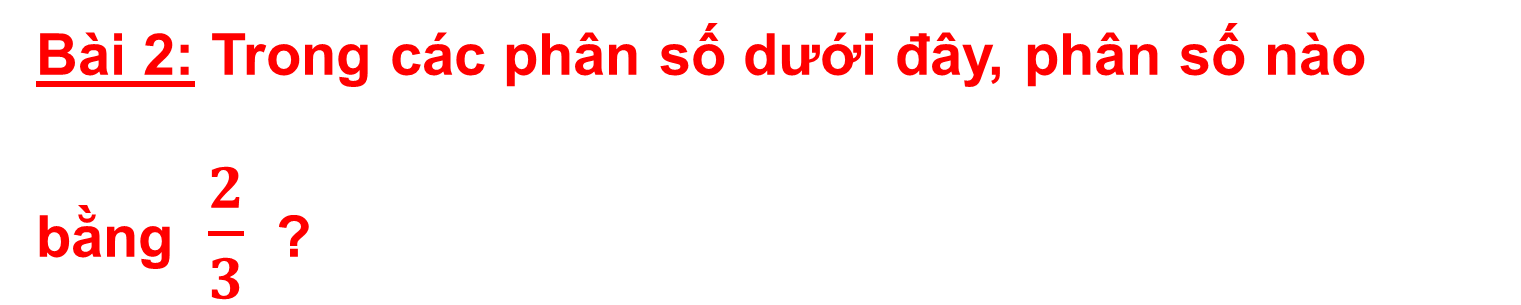 Bài 2: Trong các phân số dưới đây, phân số nào
bằng 2/3 ?